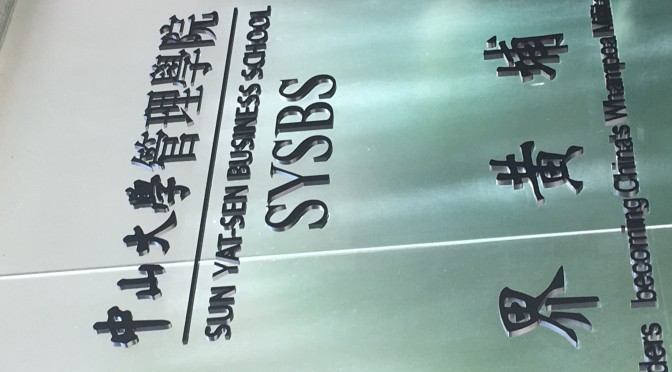 中山大學管理學院
SUN YAT-SEN BUSINESS SCHOOL
SYSBS
界 黄 埔
becoming China's Whampoa